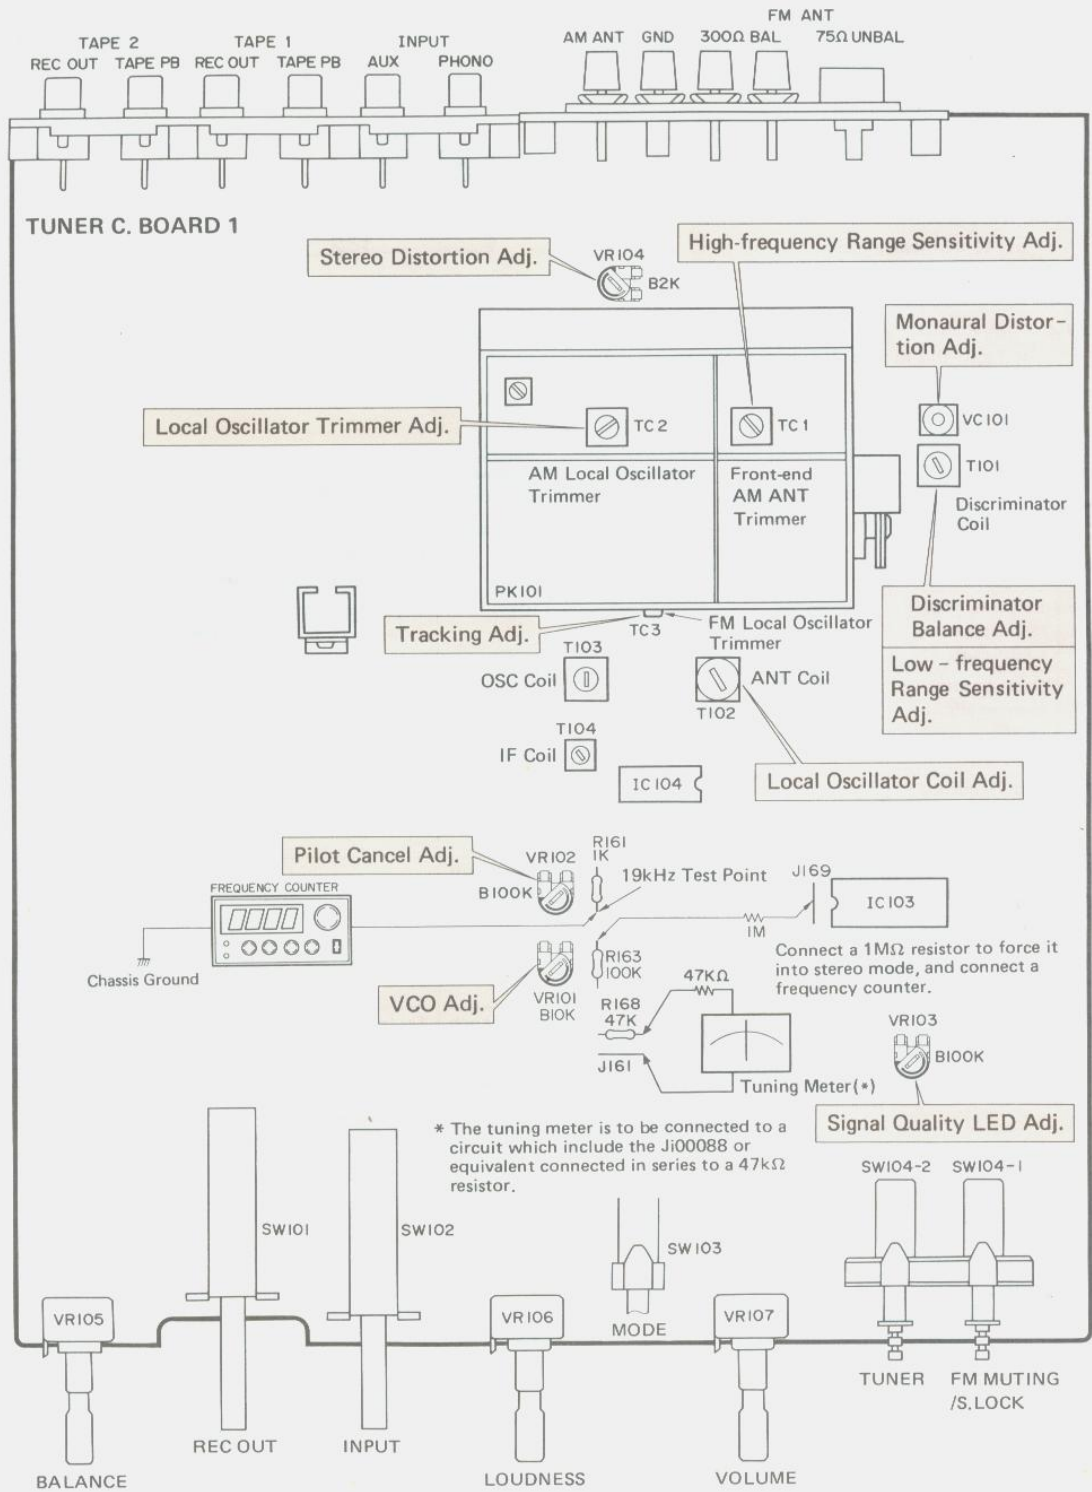 FM ANT
TAPE 2 TAPE 1 INPUT
REC OUT TAPE PB REC OUT TAPE PB AUX PHONO
AM ANT GND 300Ω BAL 75Ω UNBAL
TUNER C. BOARD 1
Stereo Distortion Adj.
VR104
B2K
High-frequency Range Sensitivity Adj.
Monaural Distor-
tion Adj.
Local Oscillator Trimmer Adj.
TC2
TC1
VC101
T101
Discriminator
Coil
AM Local Oscillator
Trimmer
Front-end
AM ANT
Trimmer
PK101
Discriminator
Balance Adj.
Low-frequency
Range Sensitivity
Adj.
Tracking Adj.
TC3
FM Local Oscillator
Trimmer
T103
OSC Coil
ANT Coil
T102
T104
IF Coil
IC104
Local Oscillator Coil Adj.
Pilot Cancel Adj.
VR102
B100K
R161
1K
19kHz Test Point
J169
IC103
FREQUENCY COUNTER
Chassis Ground
1M
Connect a 1MΩ resistor to force it
into stereo mode, and connect a
frequency counter.
R163
100K
VCO Adj.
VR101
B10K
47kΩ
R168
47K
J161
Tuning Meter(*)
VR103
B100K
Signal Quality LED Adj.
* The tuning meter is to be connected to a
circuit which include the Ji00088 or
equivalent connected in series to a 47kΩ
resistor.
SW104-2 SW104-1
SW101
SW102
SW103
VR105
VR106
VR107
MODE
TUNER
FM MUTING
/S.LOCK
REC OUT
INPUT
BALANCE
LOUDNESS
VOLUME